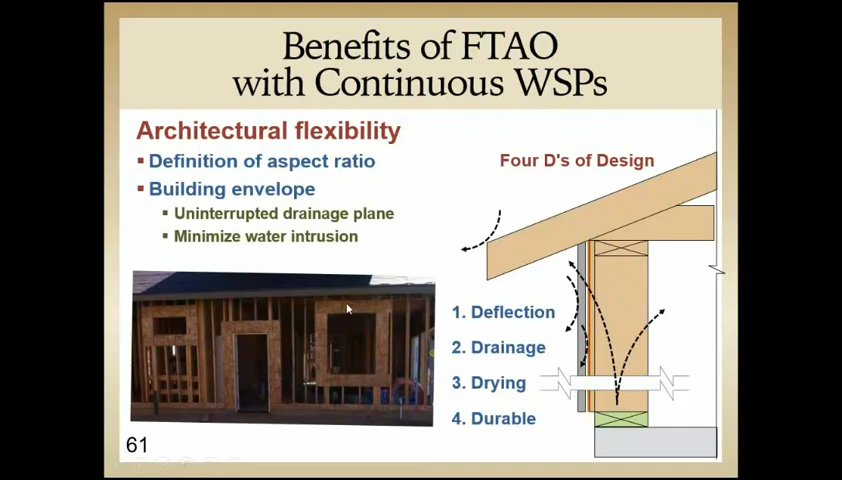 Benefits of FTAO
with Continuous WSPs
Architectural flexibility
Definition of aspect ratio
Building envelope
Uninterrupted drainage plane
Minimize water intrusion
Four D's of Design
1. Deflection
2. Drainage
3. Drying
4. Durable
61